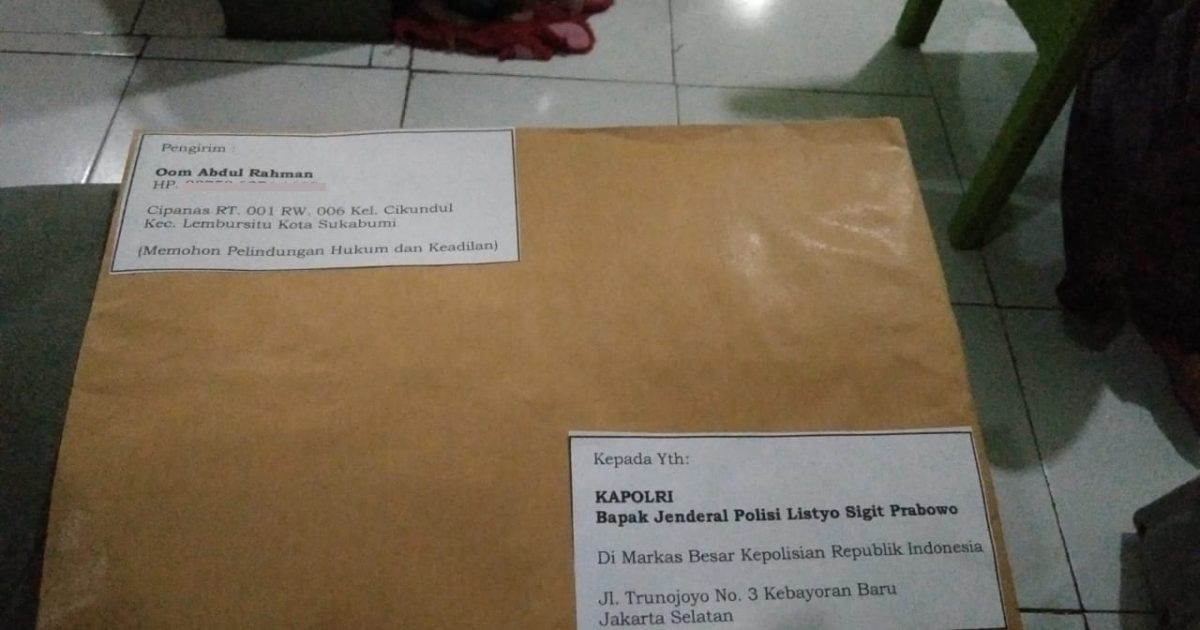 Pengirim :
Oom Abdul Rahman
HP.
Cipanas RT. 001 RW. 006 Kel. Cikundul
Kec. Lembursitu Kota Sukabumi
(Memohon Pelindungan Hukum dan Keadilan)
Kepada Yth:
KAPOLRI
Bapak Jenderal Polisi Listyo Sigit Prabowo
Di Markas Besar Kepolisian Republik Indonesia
Jl. Trunojoyo No. 3 Kebayoran Baru
Jakarta Selatan